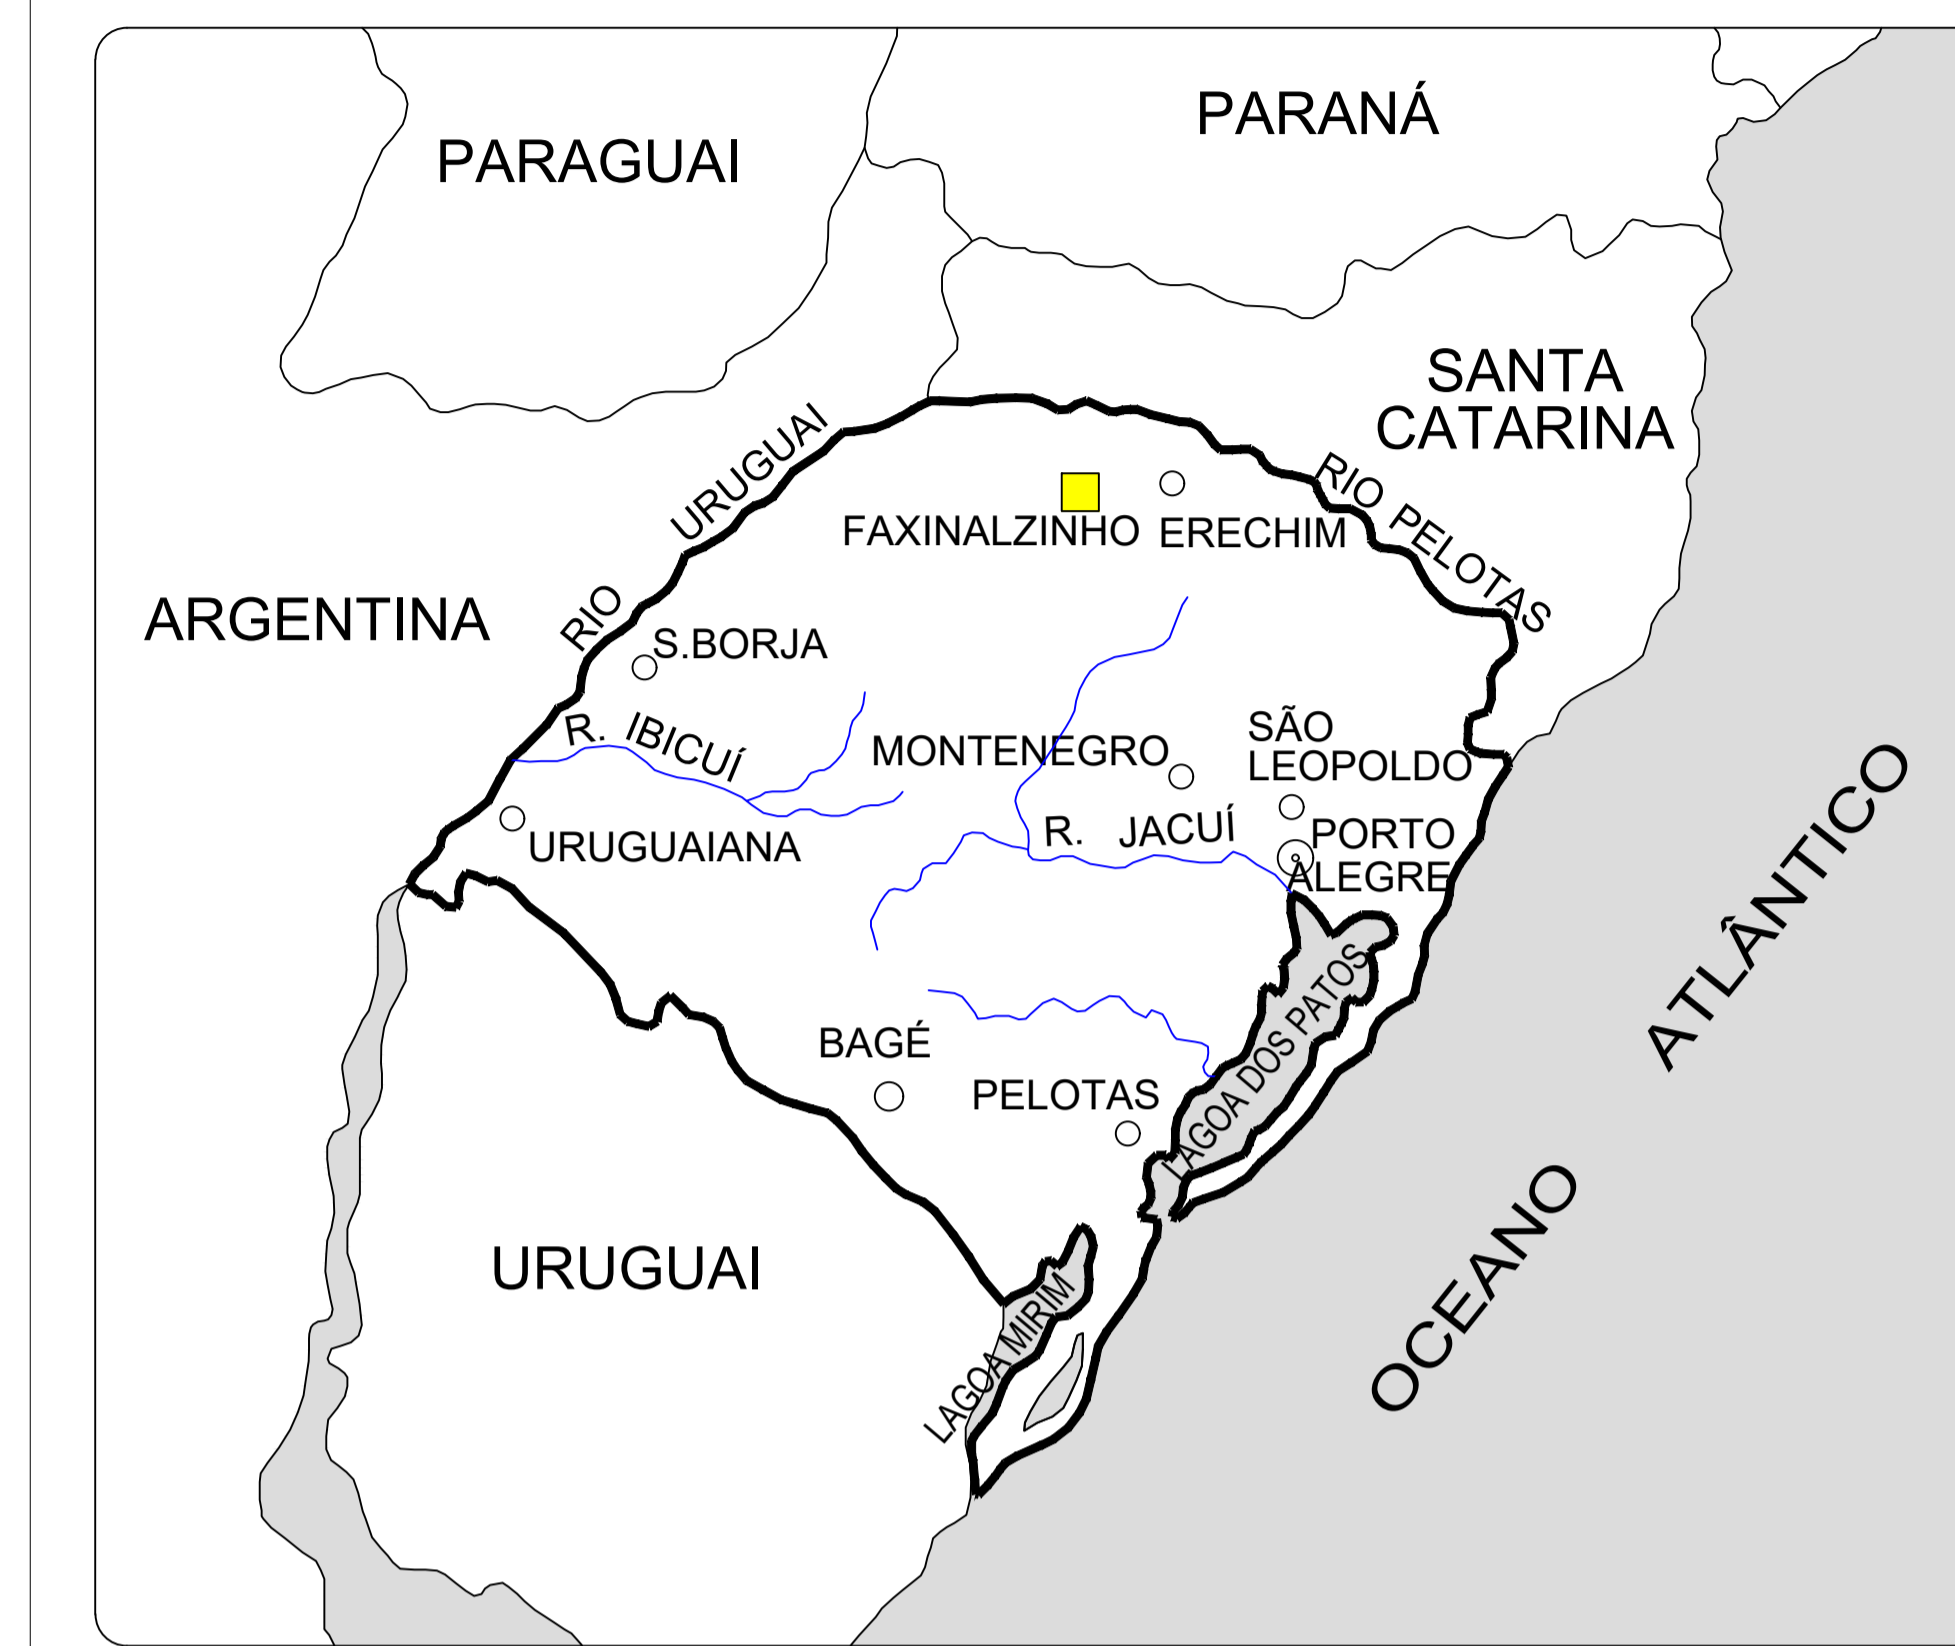 PARANÁ
PARAGUAI
SANTA
CATARINA
RIO URUGUAI
RIO PELOTAS
FAXINALZINHO
ERECHIM
ARGENTINA
S.BORJA
R. IBICUÍ
MONTENEGRO
SÃO
LEOPOLDO
R. JACUÍ
PORTO
ALEGRE
URUGUAIANA
LAGOA DOS PATOS
BAGÉ
PELOTAS
URUGUAI
LAGOA MIRIM
OCEANO ATLÂNTICO